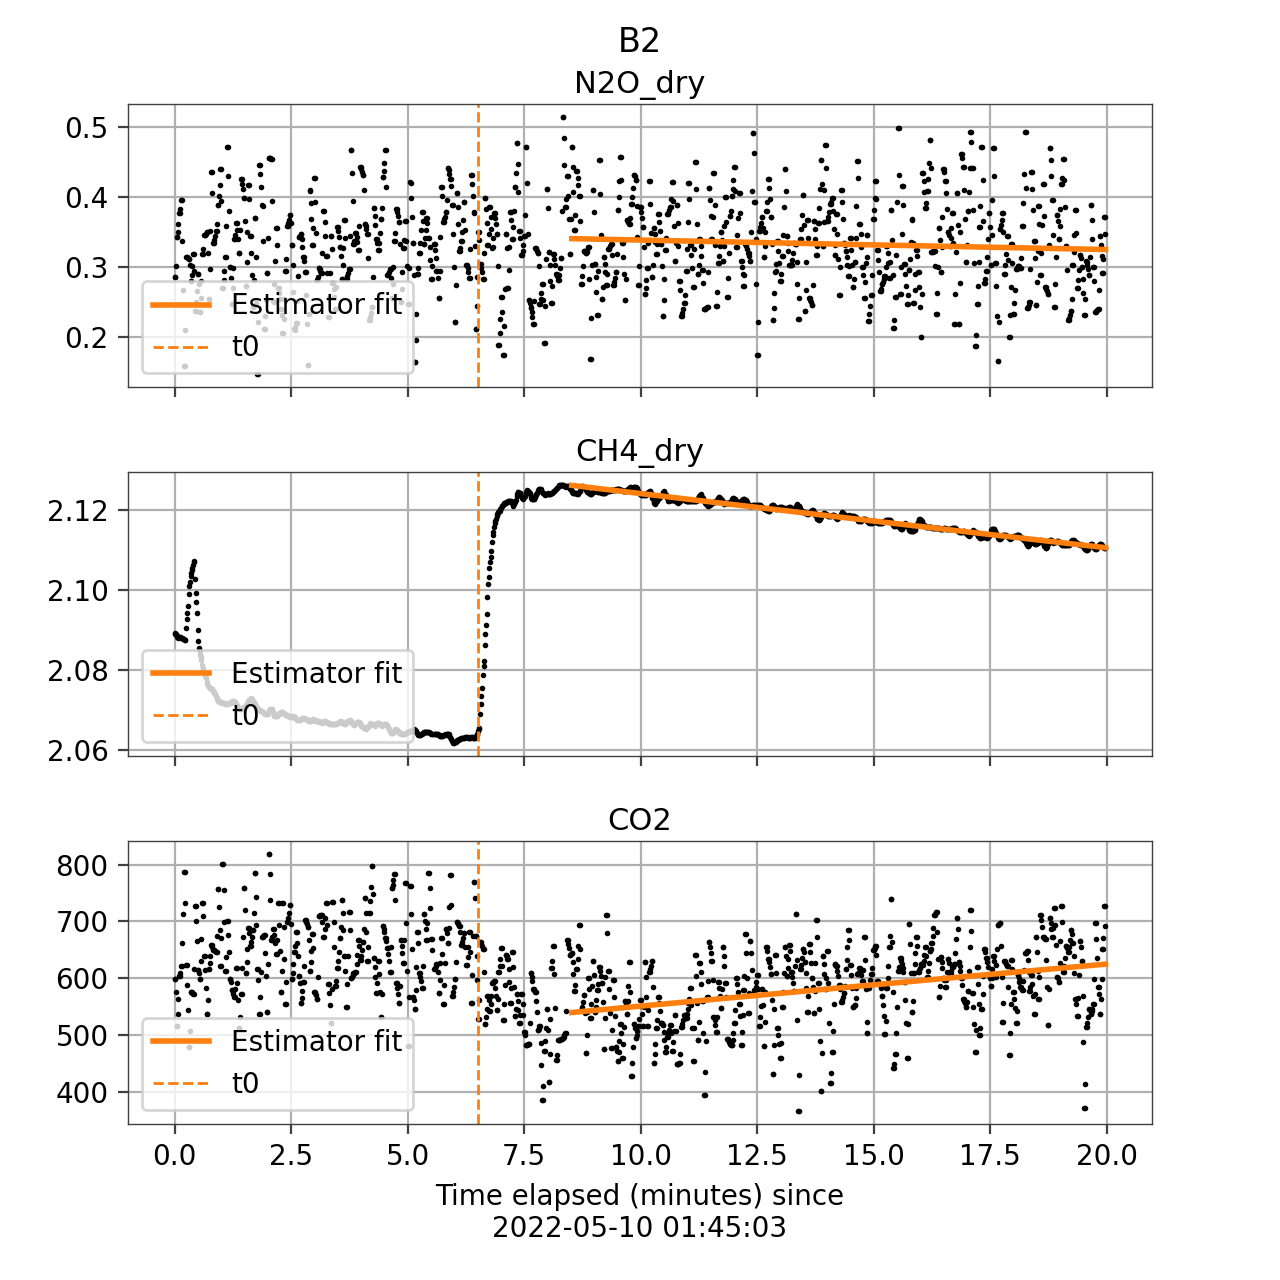 B2
N2O_dry
0.5
0.4
0.3
0.2
Estimator fit
t0
CH4_dry
2.12
2.10
2.08
2.06
Estimator fit
t0
CO2
800
700
600
500
400
Estimator fit
t0
0.0 2.5 5.0 7.5 10.0 12.5 15.0 17.5 20.0
Time elapsed (minutes) since
2022-05-10 01:45:03